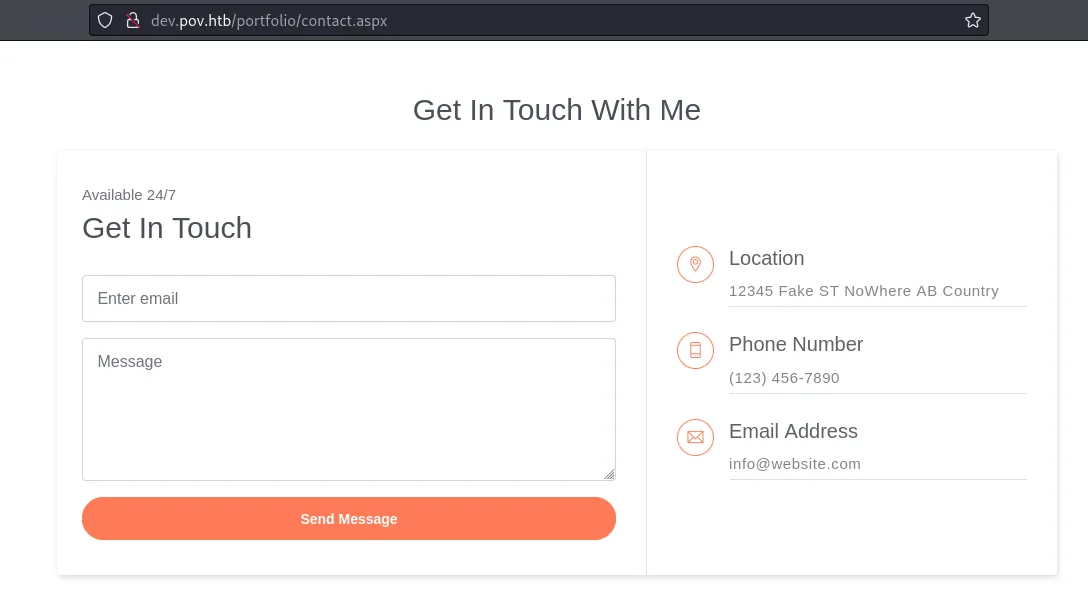 dev.pov.htb/portfolio/contact.aspx
Get In Touch With Me
Available 24/7
Get In Touch
Enter email
Message
Send Message
Location
12345 Fake ST NoWhere AB Country
Phone Number
(123) 456-7890
Email Address
info@website.com